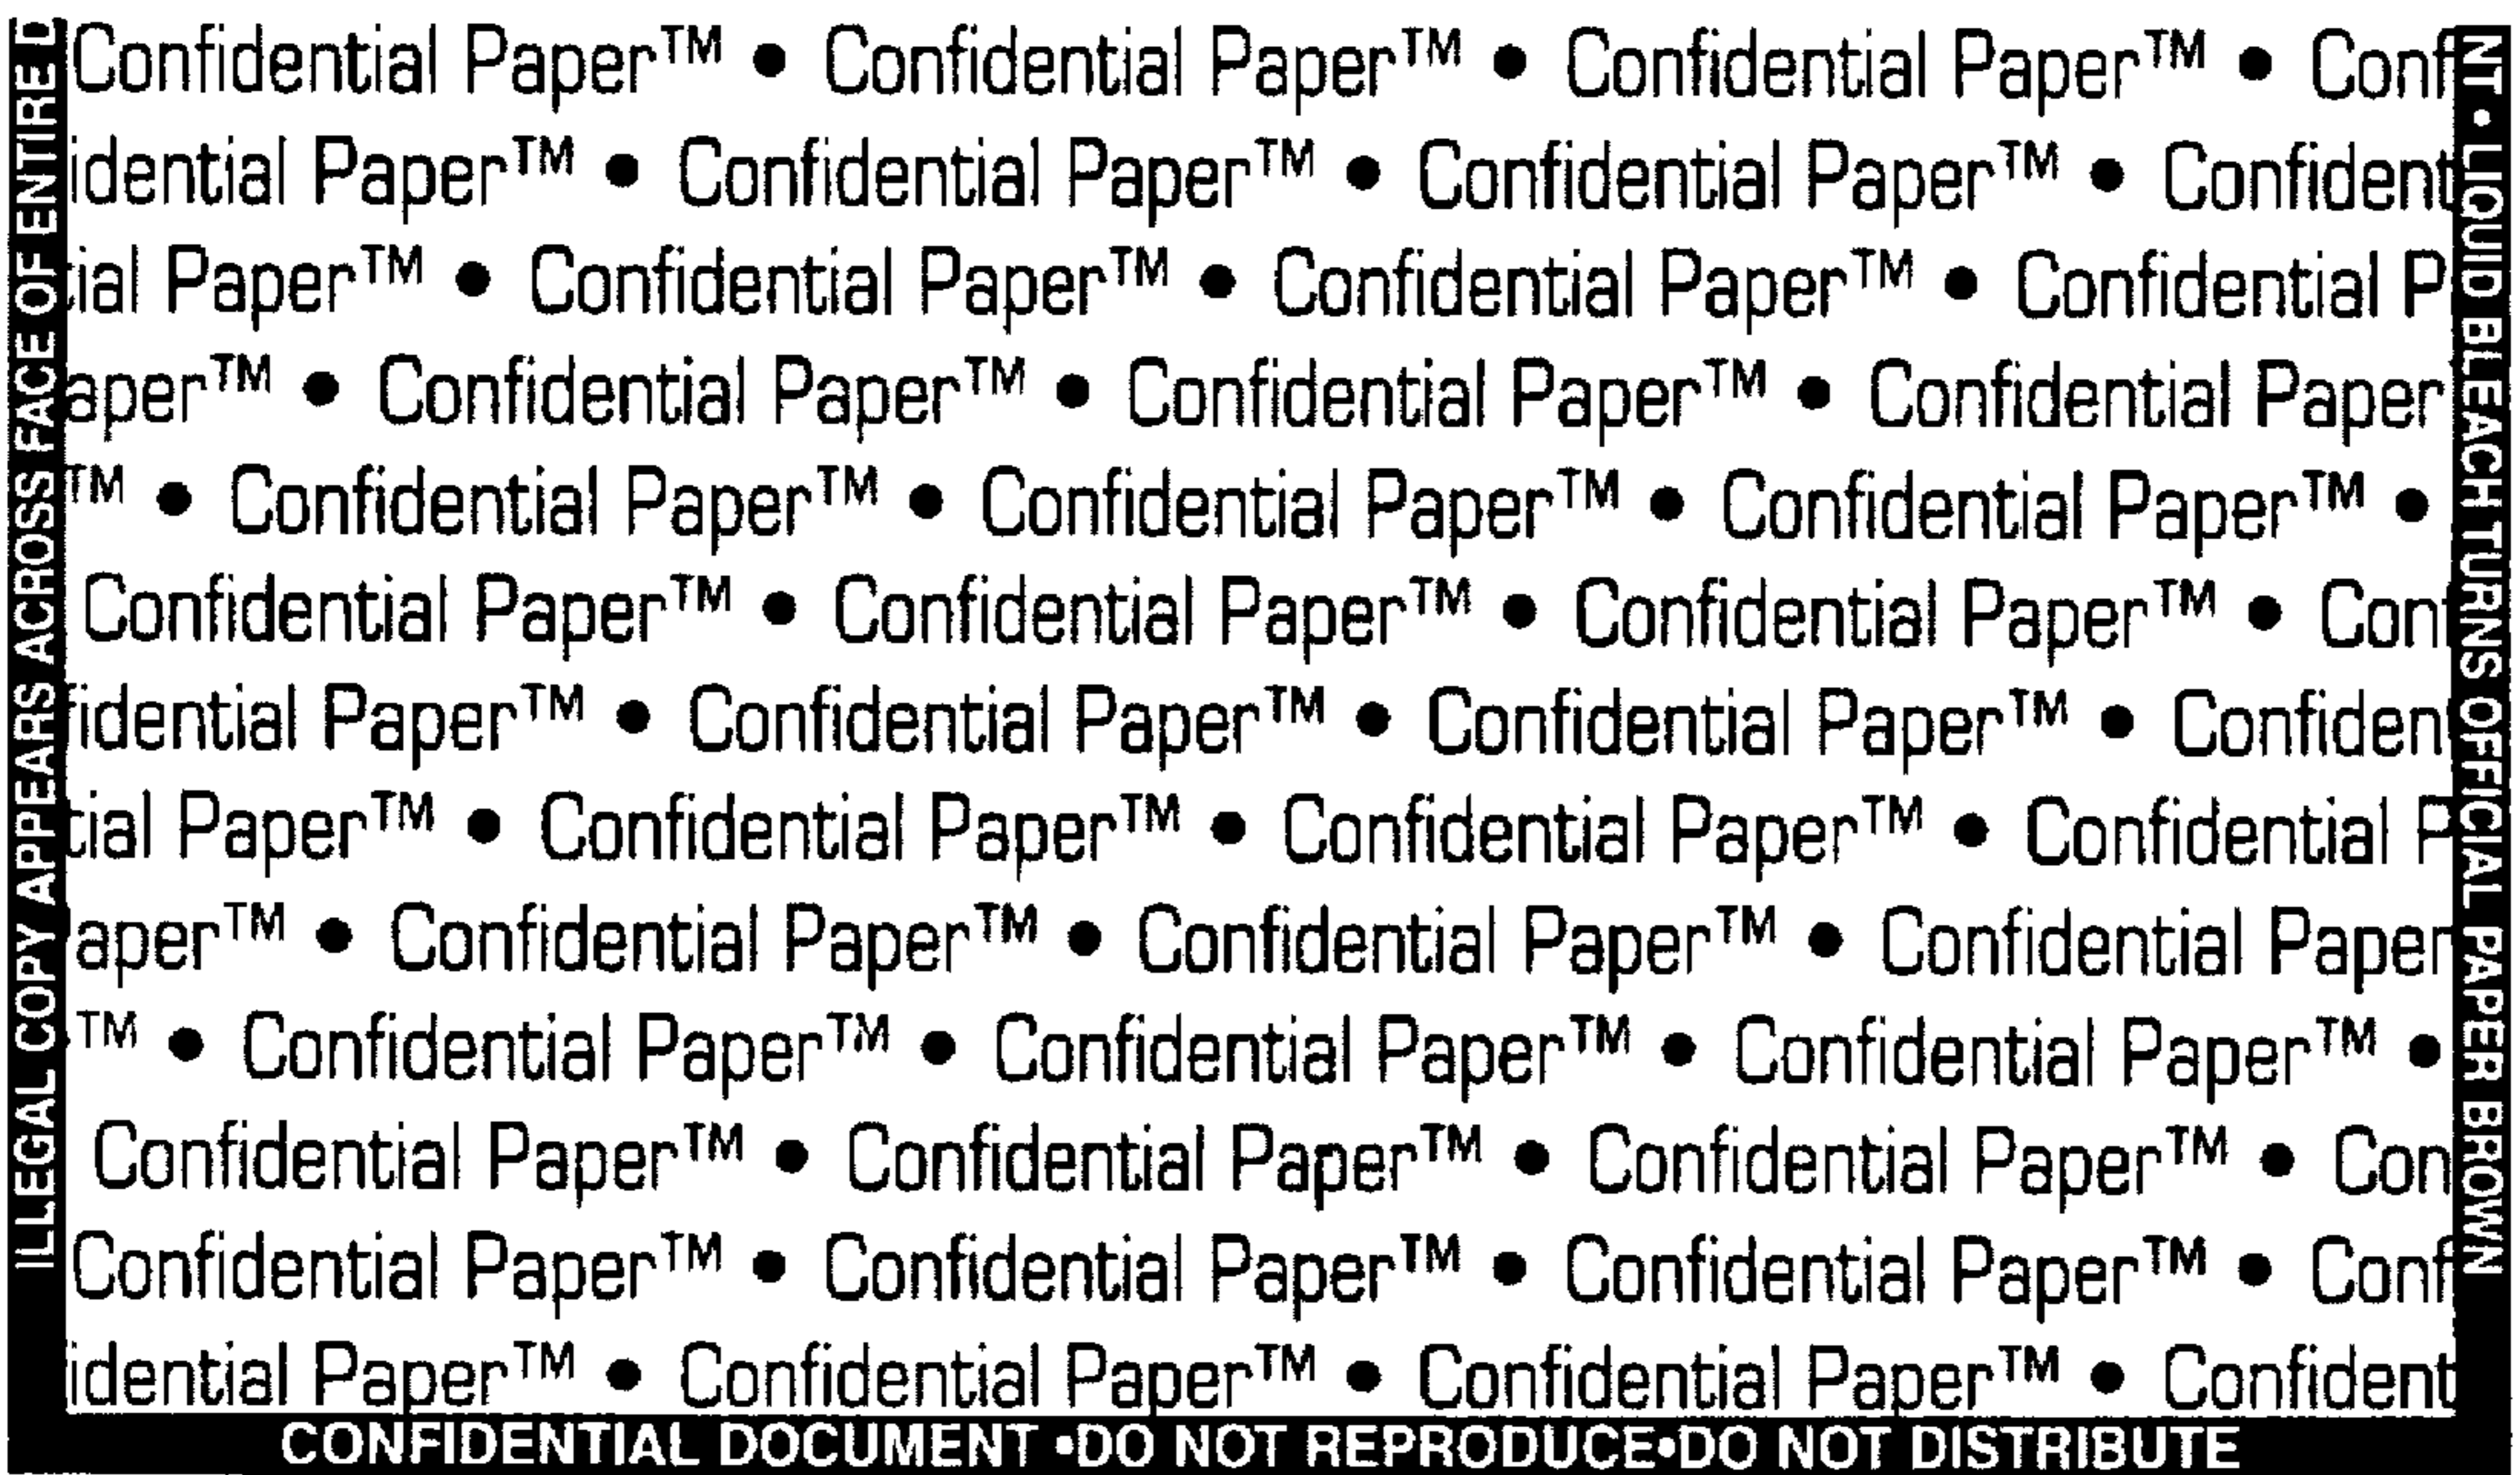 ILLEGAL COPY APPEARS ACROSS FACE OF ENTIRE D
Confidential Paper™ • Confidential Paper™ • Confidential Paper™ • Conf
idential Paper™ • Confidential Paper™ • Confidential Paper™ • Confident
ial Paper™ • Confidential Paper™ • Confidential Paper™ • Confidential P
aper™ • Confidential Paper™ • Confidential Paper™ • Confidential Paper
™ • Confidential Paper™ • Confidential Paper™ • Confidential Paper™ •
Confidential Paper™ • Confidential Paper™ • Confidential Paper™ • Conf
fidential Paper™ • Confidential Paper™ • Confidential Paper™ • Confident
tial Paper™ • Confidential Paper™ • Confidential Paper™ • Confidential P
aper™ • Confidential Paper™ • Confidential Paper™ • Confidential Paper
™ • Confidential Paper™ • Confidential Paper™ • Confidential Paper™ •
Confidential Paper™ • Confidential Paper™ • Confidential Paper™ • Con
Confidential Paper™ • Confidential Paper™ • Confidential Paper™ • Conf
idential Paper™ • Confidential Paper™ • Confidential Paper™ • Confident
NT • LIQUID BLEACH TURNS OFFICIAL PAPER BROWN
CONFIDENTIAL DOCUMENT •DO NOT REPRODUCE•DO NOT DISTRIBUTE